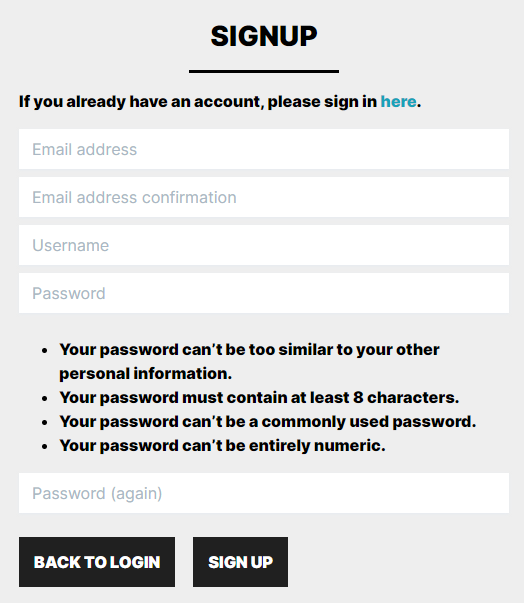 SIGNUP
If you already have an account, please sign in here.
Email address
Email address confirmation
Username
Password
• Your password can’t be too similar to your other
personal information.
• Your password must contain at least 8 characters.
• Your password can’t be a commonly used password.
• Your password can’t be entirely numeric.
Password (again)
BACK TO LOGIN SIGN UP